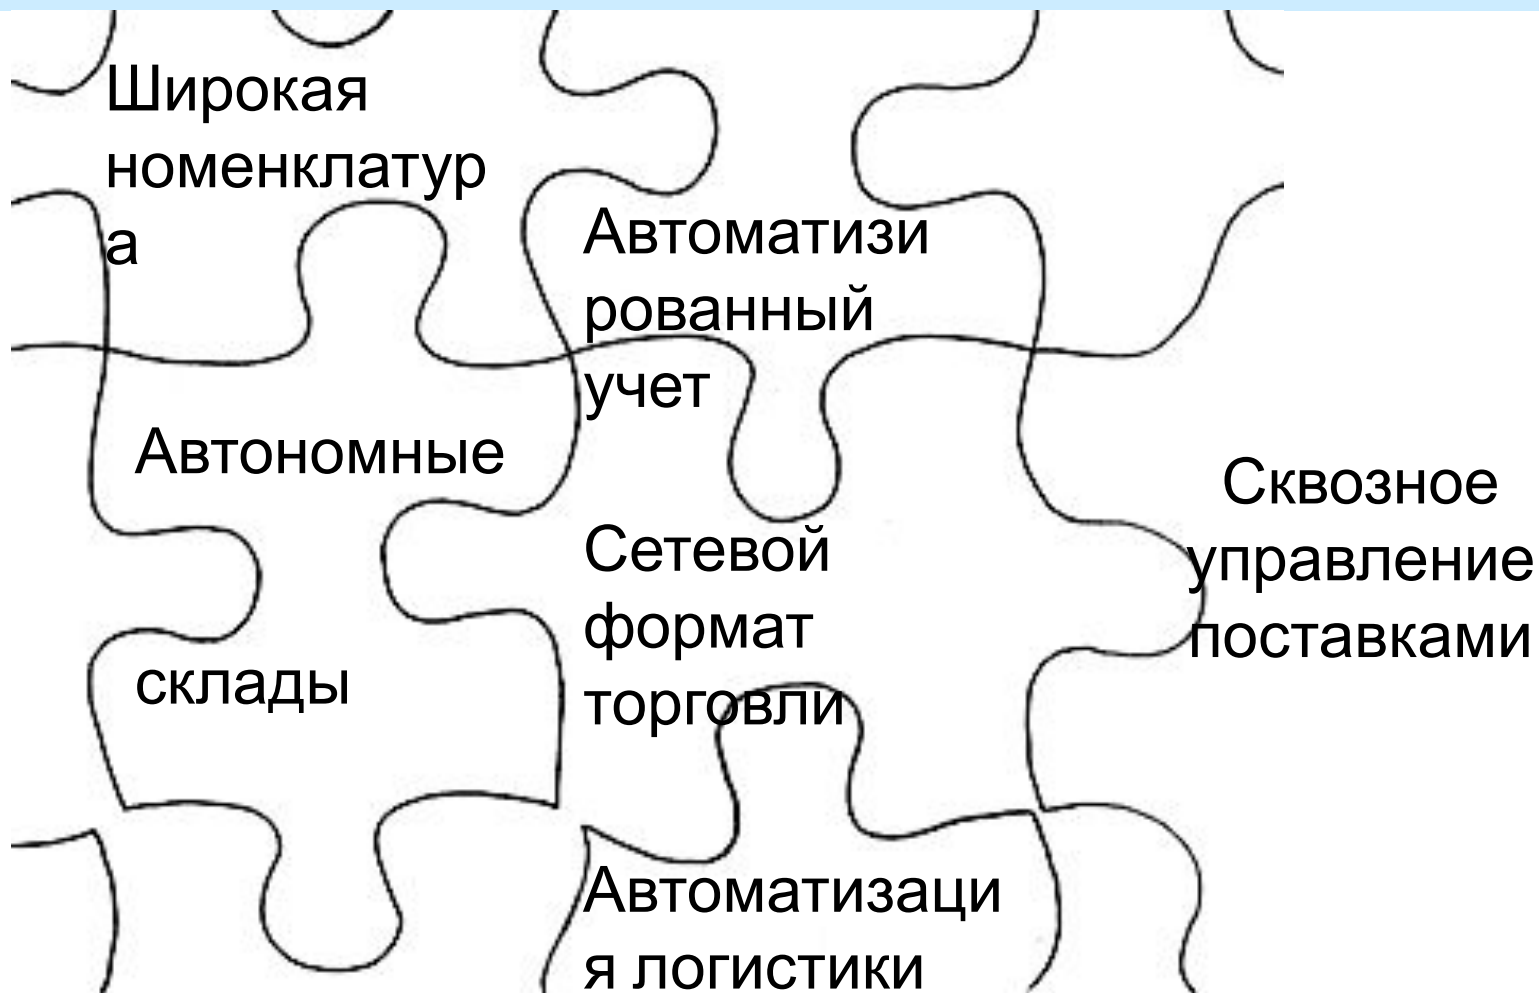 Широкая
номенклатур
а
Автоматизи
рованный
учет
Автономные
склады
Сетевой
формат
торговли
Сквозное
управление
поставками
Автоматизаци
я логистики